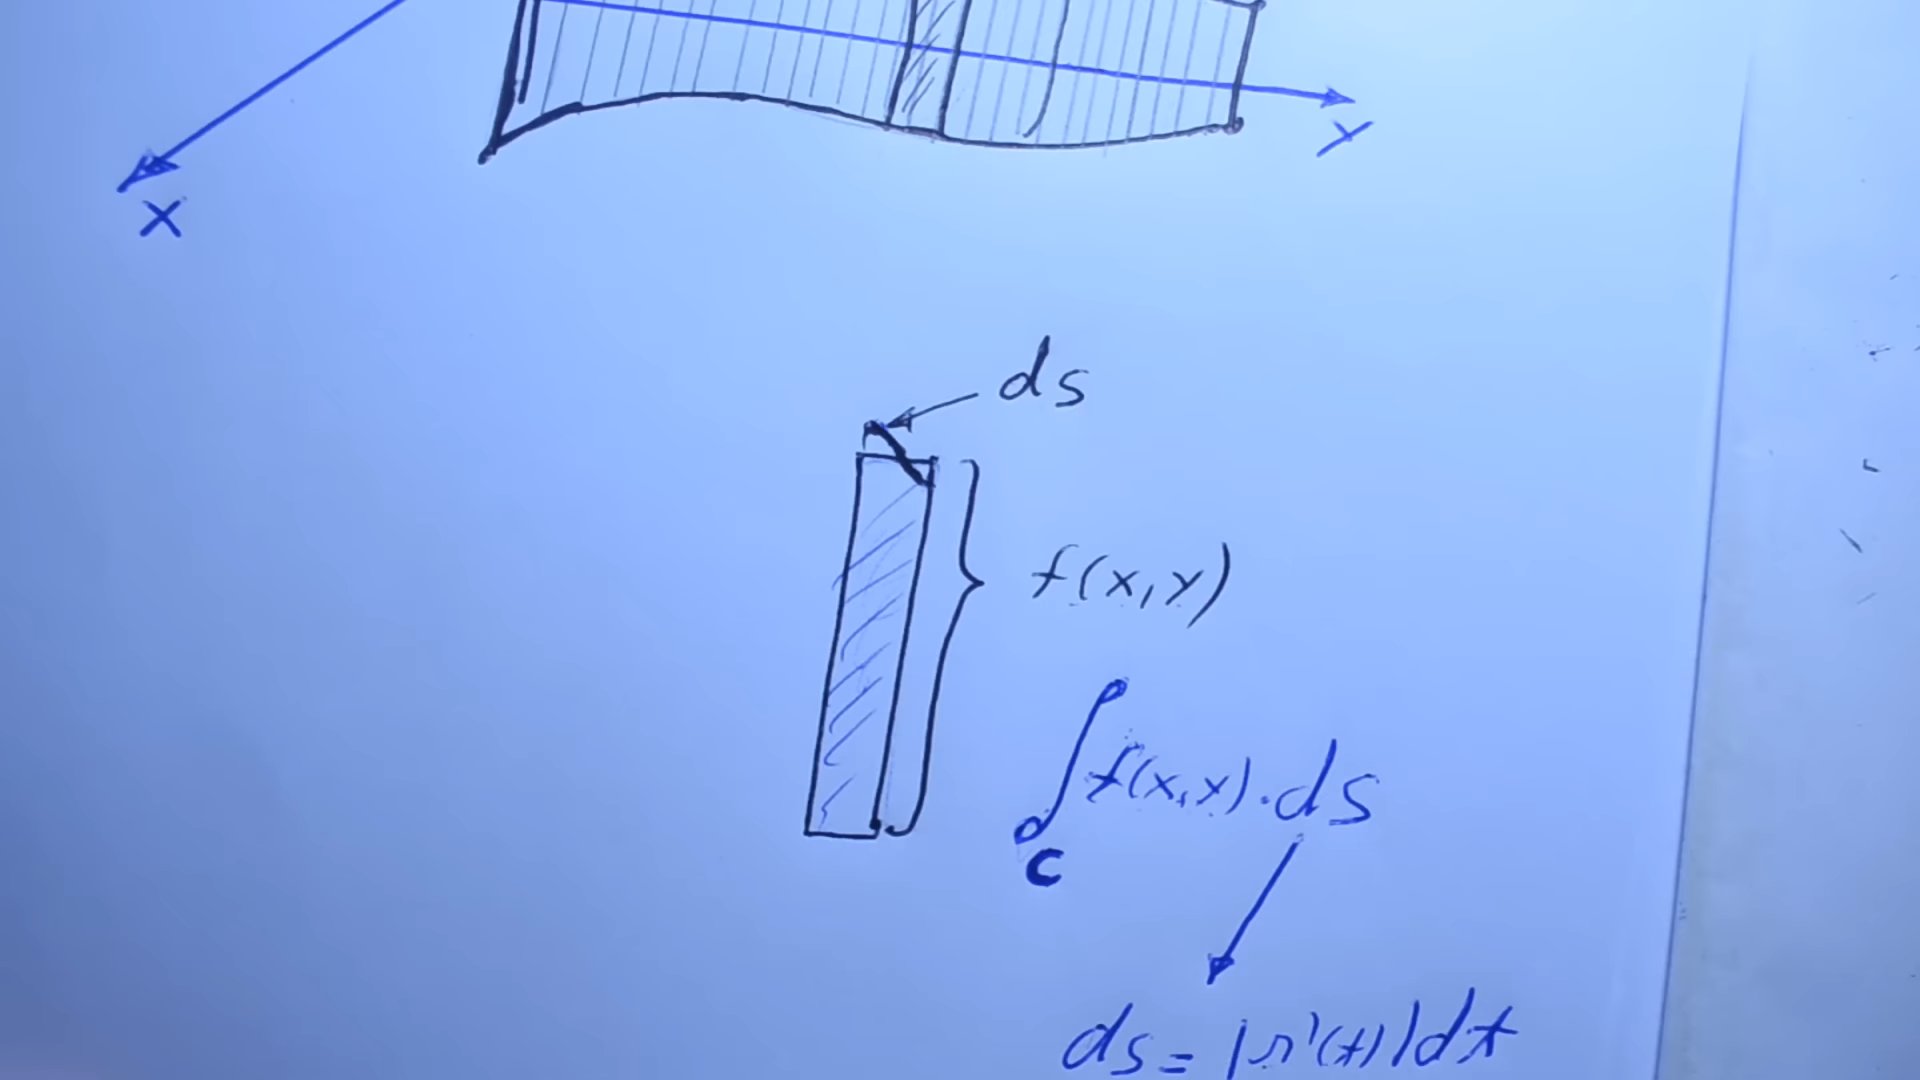 y
x
ds
f(x,y)
∫f(x,y).ds
C
ds = |r'(t)|dt